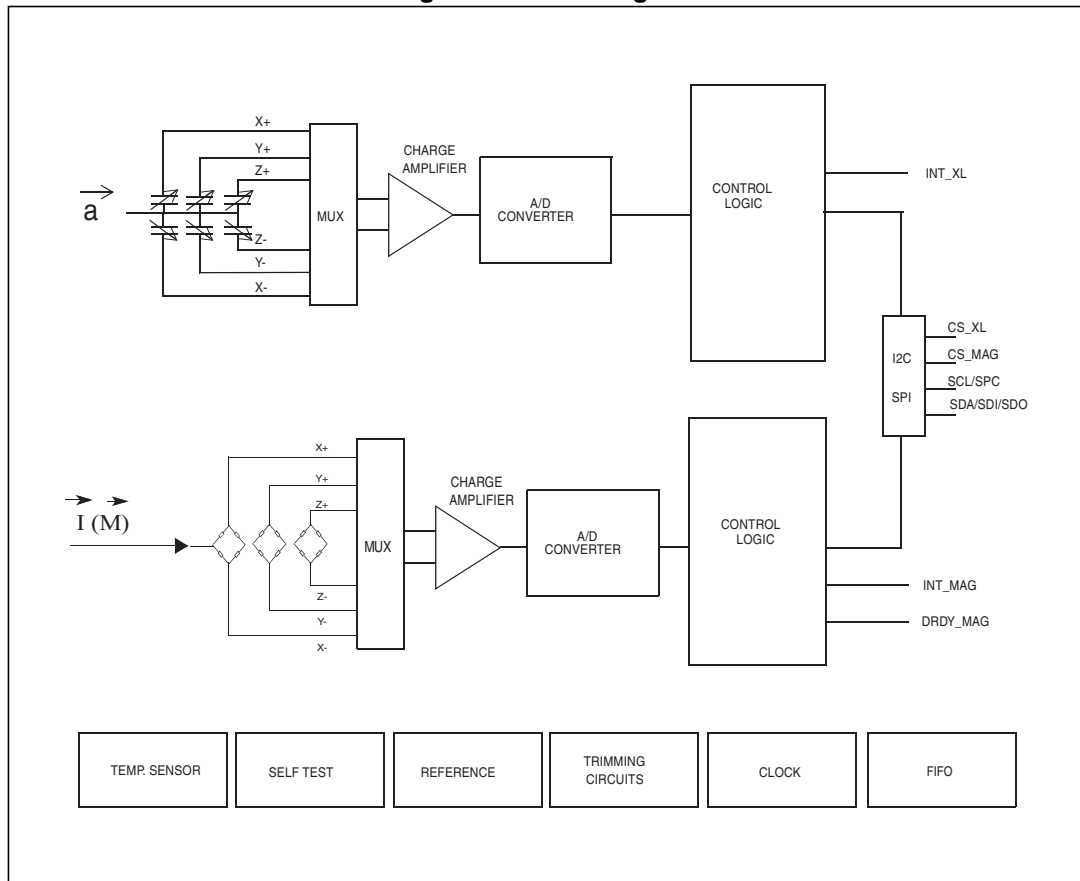 X+
Y+
Z+
a
Z-
Y-
X-
MUX
CHARGE
AMPLIFIER
A/D
CONVERTER
CONTROL
LOGIC
INT_XL
I2C
SPI
CS_XL
CS_MAG
SCL/SPC
SDA/SDI/SDO
X+
Y+
Z+
I (M)
Z-
Y-
X-
MUX
CHARGE
AMPLIFIER
A/D
CONVERTER
CONTROL
LOGIC
INT_MAG
DRDY_MAG
TEMP. SENSOR
SELF TEST
REFERENCE
TRIMMING
CIRCUITS
CLOCK
FIFO